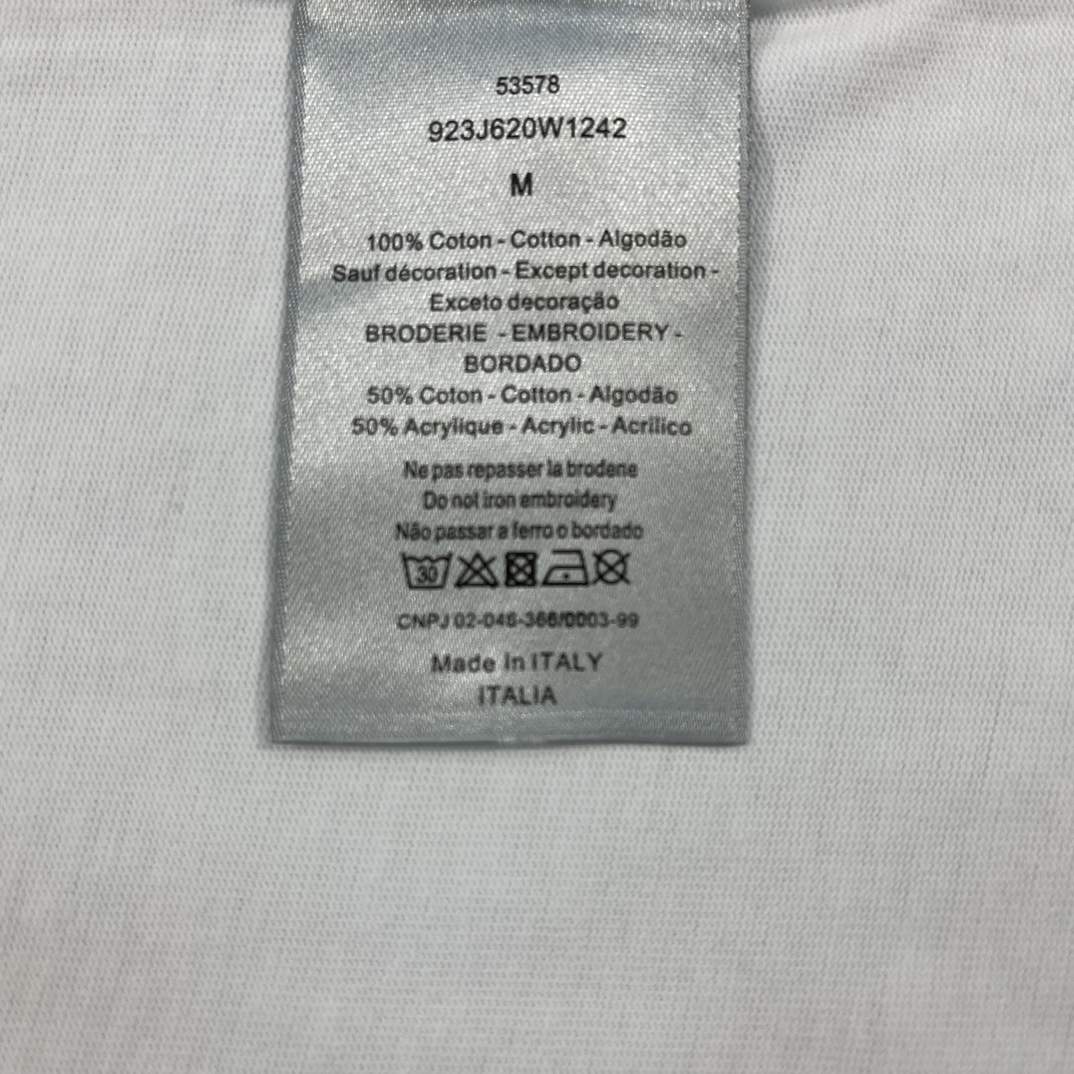 53578
923J620W1242
M
100% Coton - Cotton - Algodão
Sauf décoration - Except decoration -
Exceto decoração
BRODERIE - EMBROIDERY -
BORDADO
50% Coton - Cotton - Algodão
50% Acrylique - Acrylic - Acrilico
Ne pas repasser la broderie
Do not iron embroidery
Não passar a ferro o bordado
30
CNPJ 02-046-366/0003-99
Made in ITALY
ITALIA